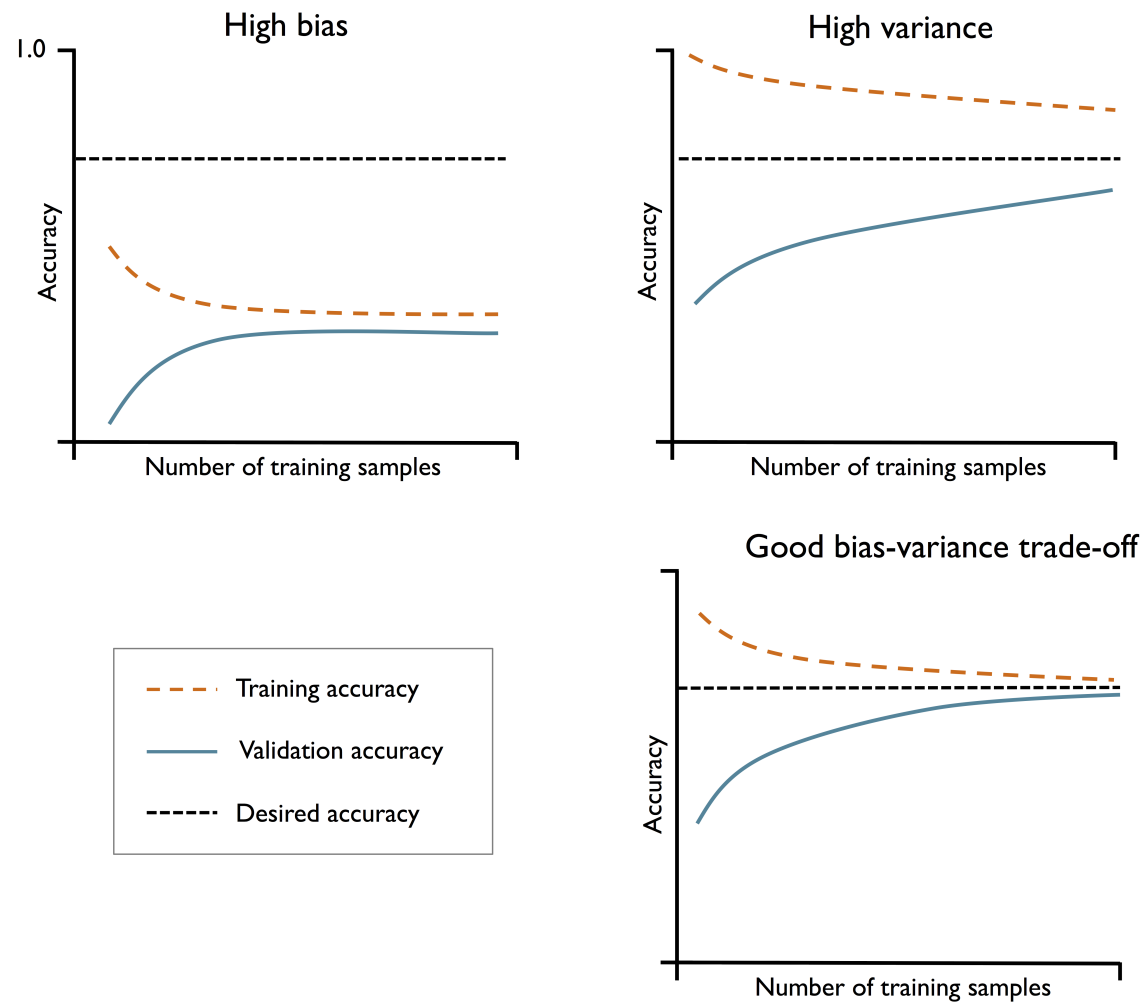 High bias
1.0
Accuracy
Number of training samples
High variance
Accuracy
Number of training samples
Good bias-variance trade-off
Accuracy
Number of training samples
Training accuracy
Validation accuracy
Desired accuracy